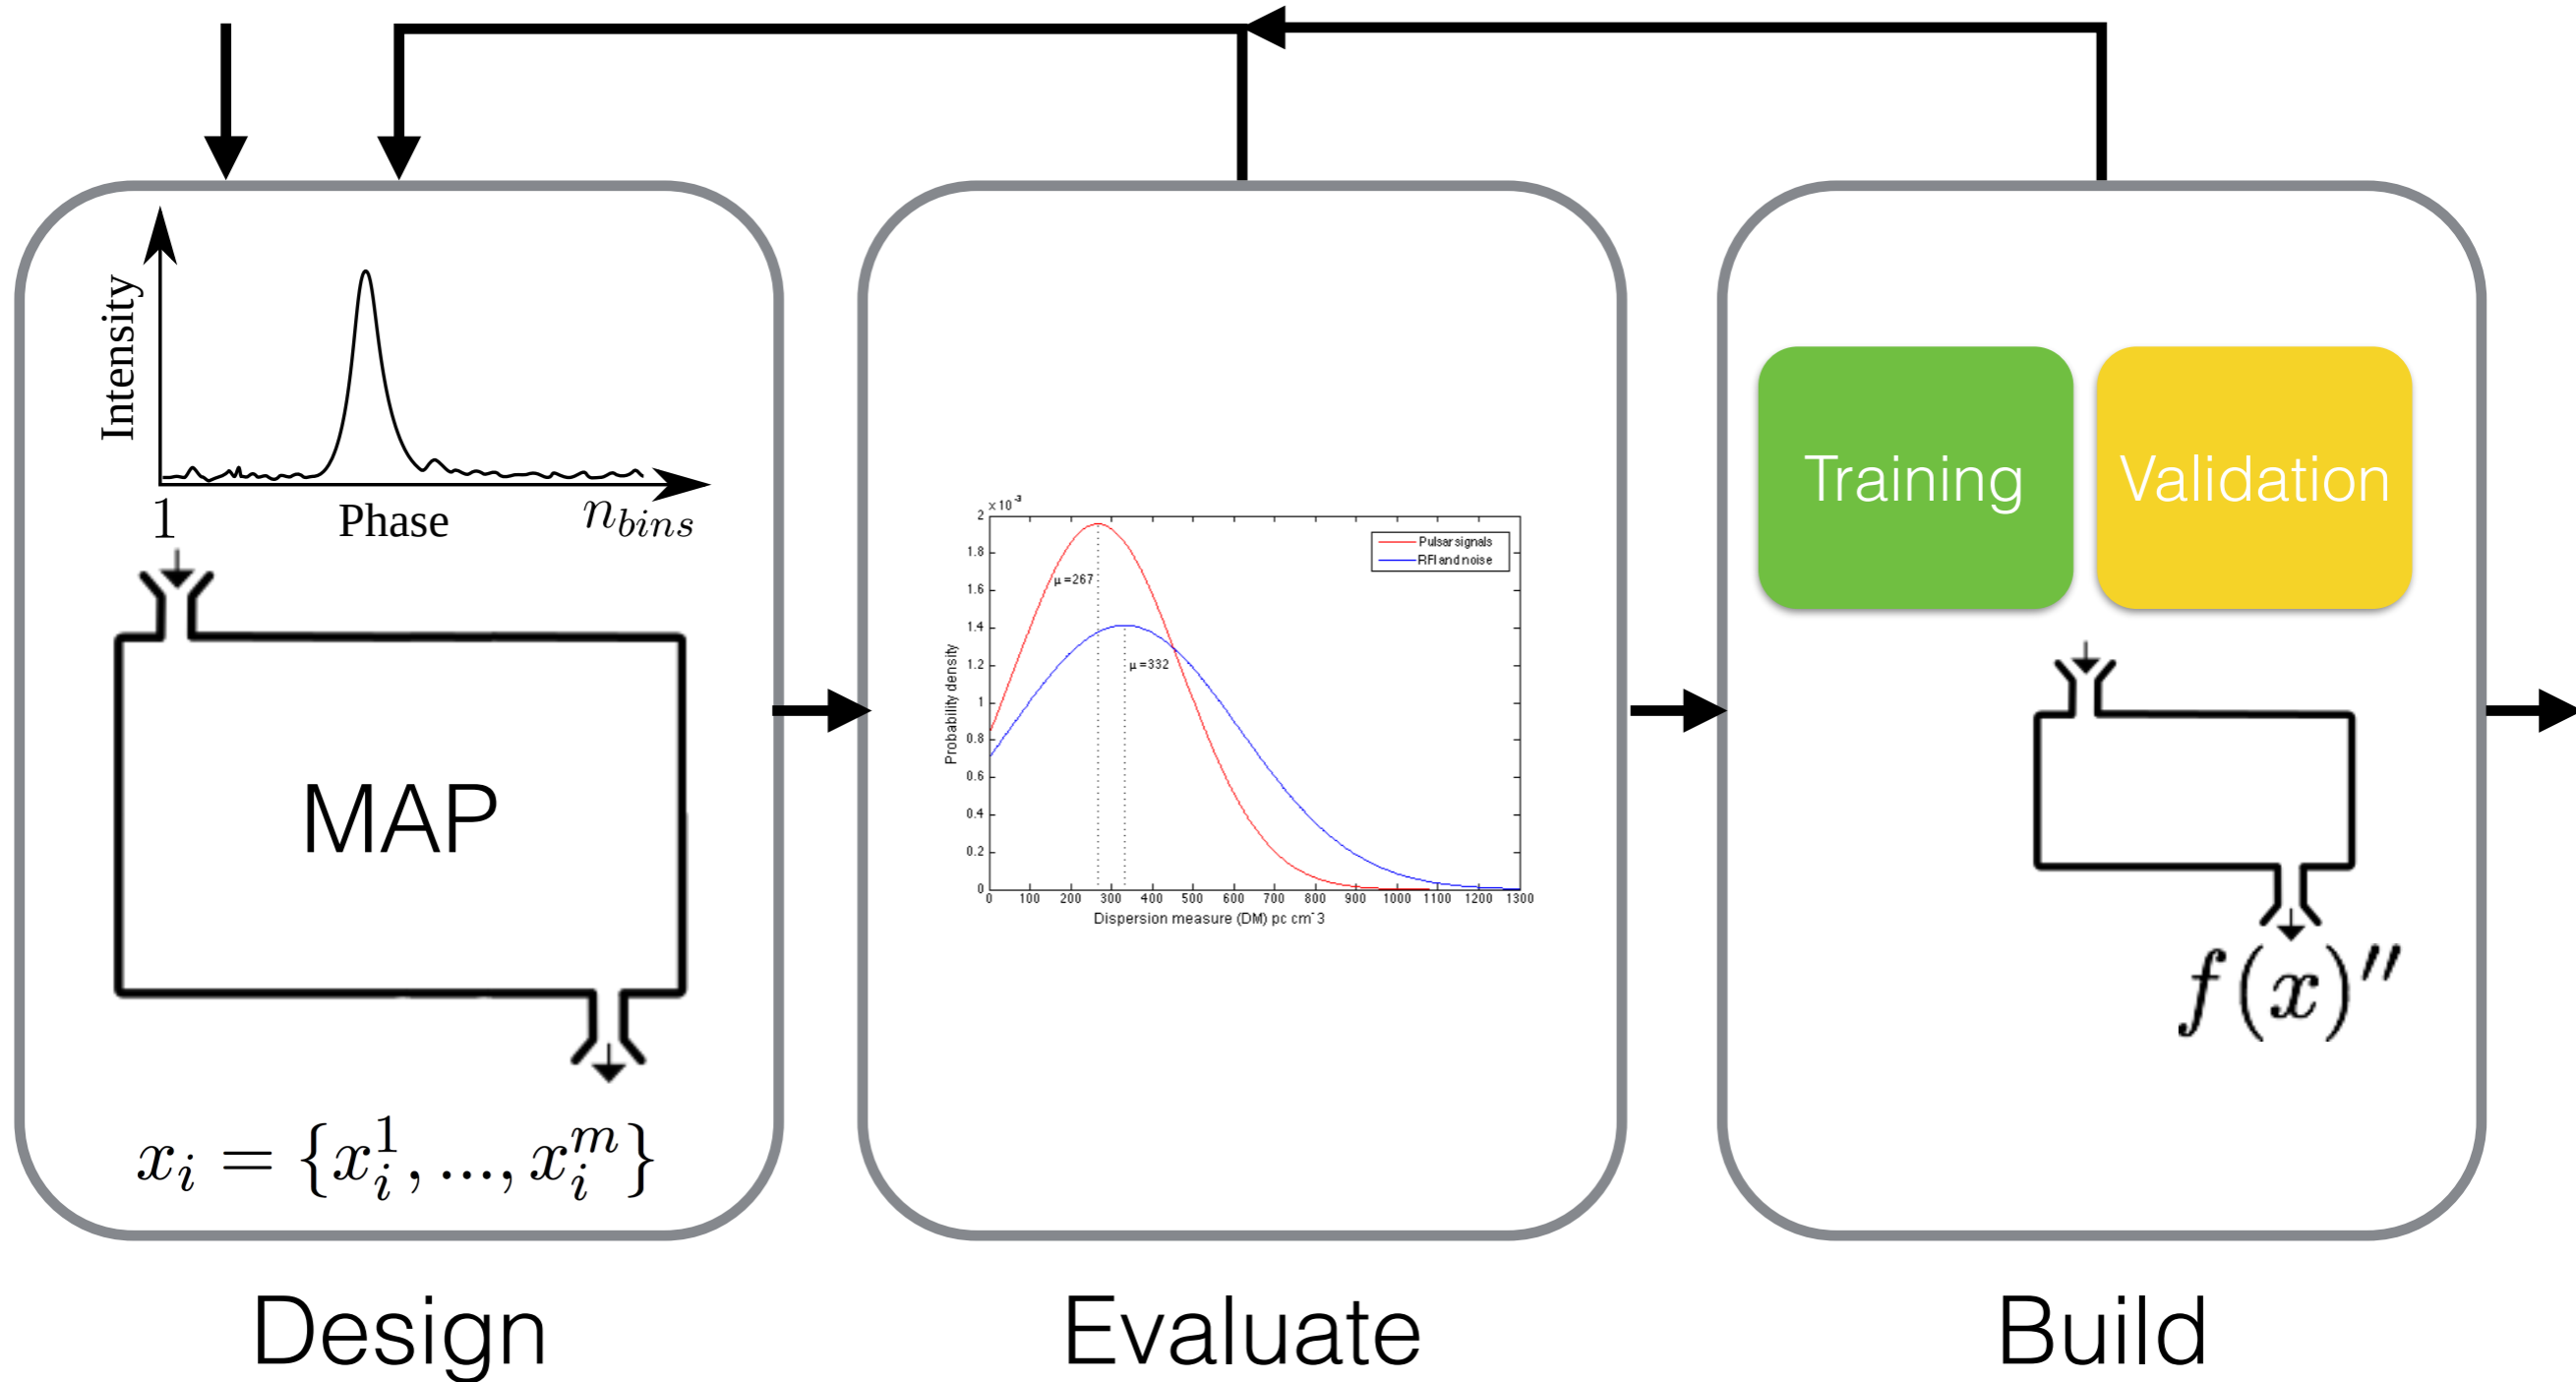 Intensity
1
Phase
n_{bins}
MAP
x_i = \{x_i^1, ..., x_i^m\}
Design
×10^{-3}
2
1.8
1.6
1.4
1.2
1
0.8
0.6
0.4
0.2
0
Probability density
Pulsar signals
RFI and noise
μ=267
μ=332
0 100 200 300 400 500 600 700 800 900 1000 1100 1200 1300
Dispersion measure (DM) pc cm^-3
Evaluate
Training
Validation
f(x)''
Build